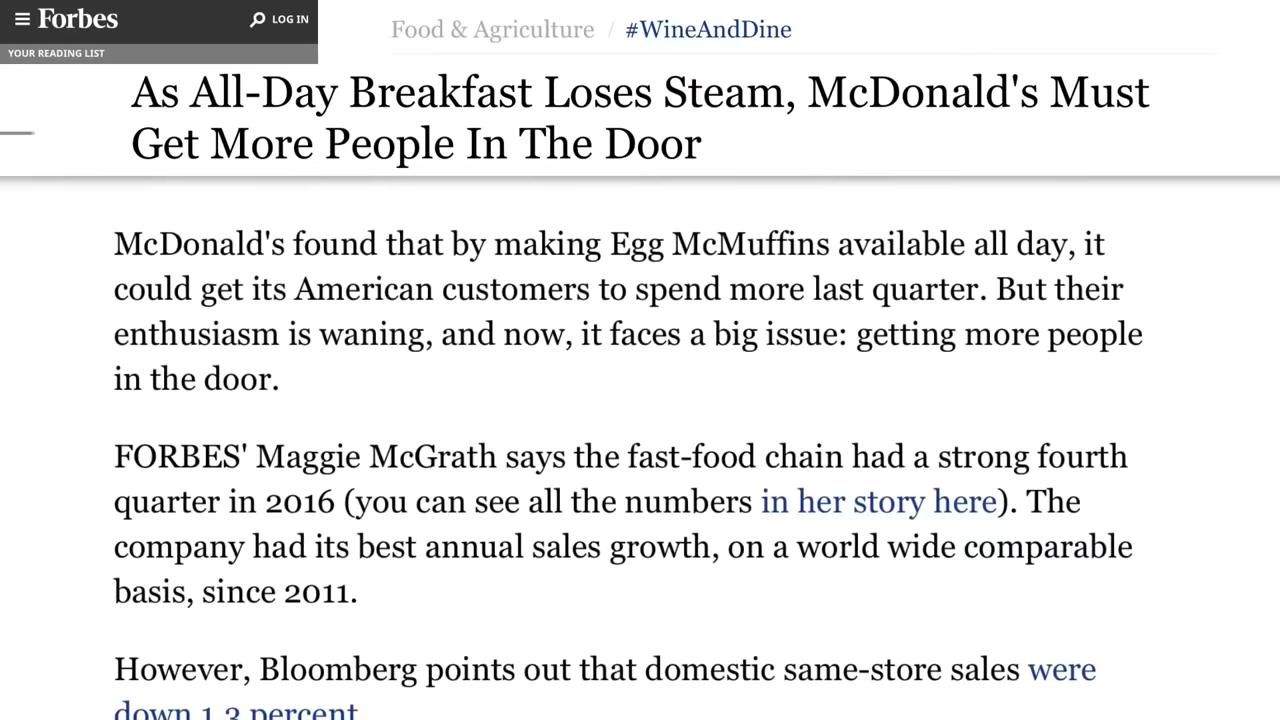 Forbes
LOG IN
YOUR READING LIST
Food & Agriculture / #WineAndDine
As All-Day Breakfast Loses Steam, McDonald's Must
Get More People In The Door
McDonald's found that by making Egg McMuffins available all day, it
could get its American customers to spend more last quarter. But their
enthusiasm is waning, and now, it faces a big issue: getting more people
in the door.
FORBES' Maggie McGrath says the fast-food chain had a strong fourth
quarter in 2016 (you can see all the numbers in her story here). The
company had its best annual sales growth, on a world wide comparable
basis, since 2011.
However, Bloomberg points out that domestic same-store sales were
down 1.3 percent